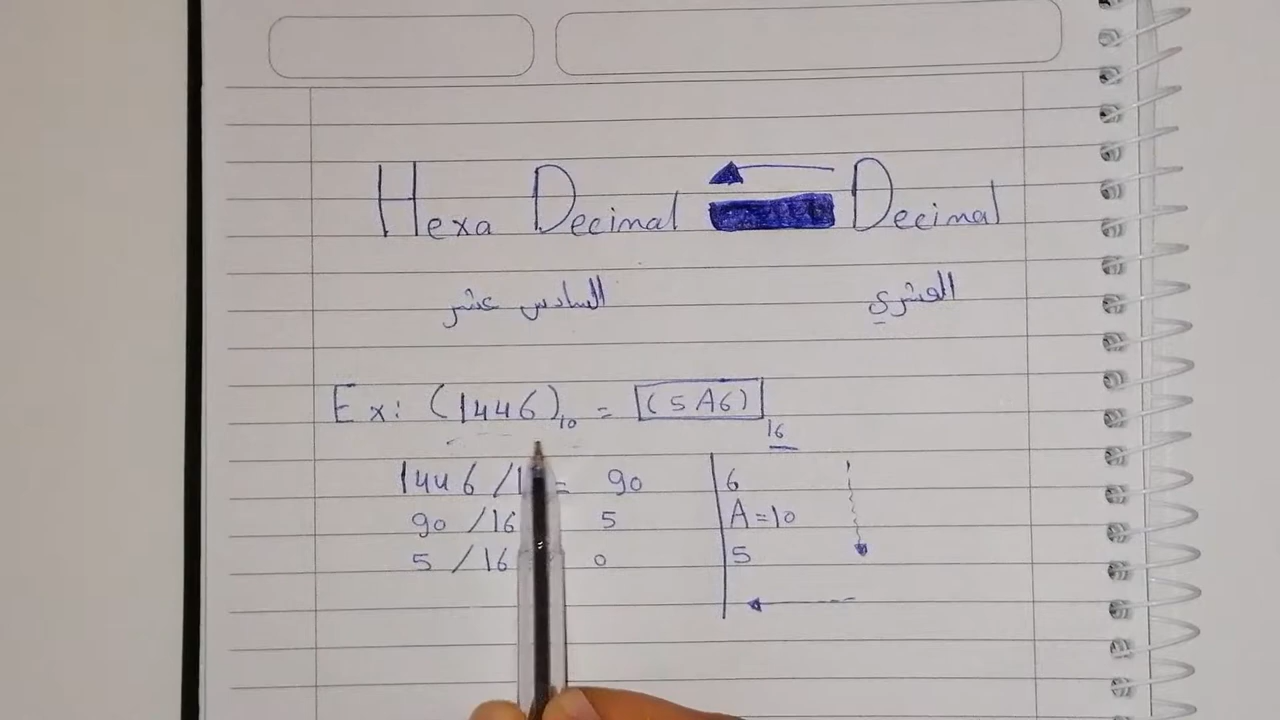 Hexa Decimal Decimal
السادس عشر العشري
Ex: (1446)10 = (5A6)16
1446 /1 = 90 6
90 /16 5 A=10
5 /16 0 5